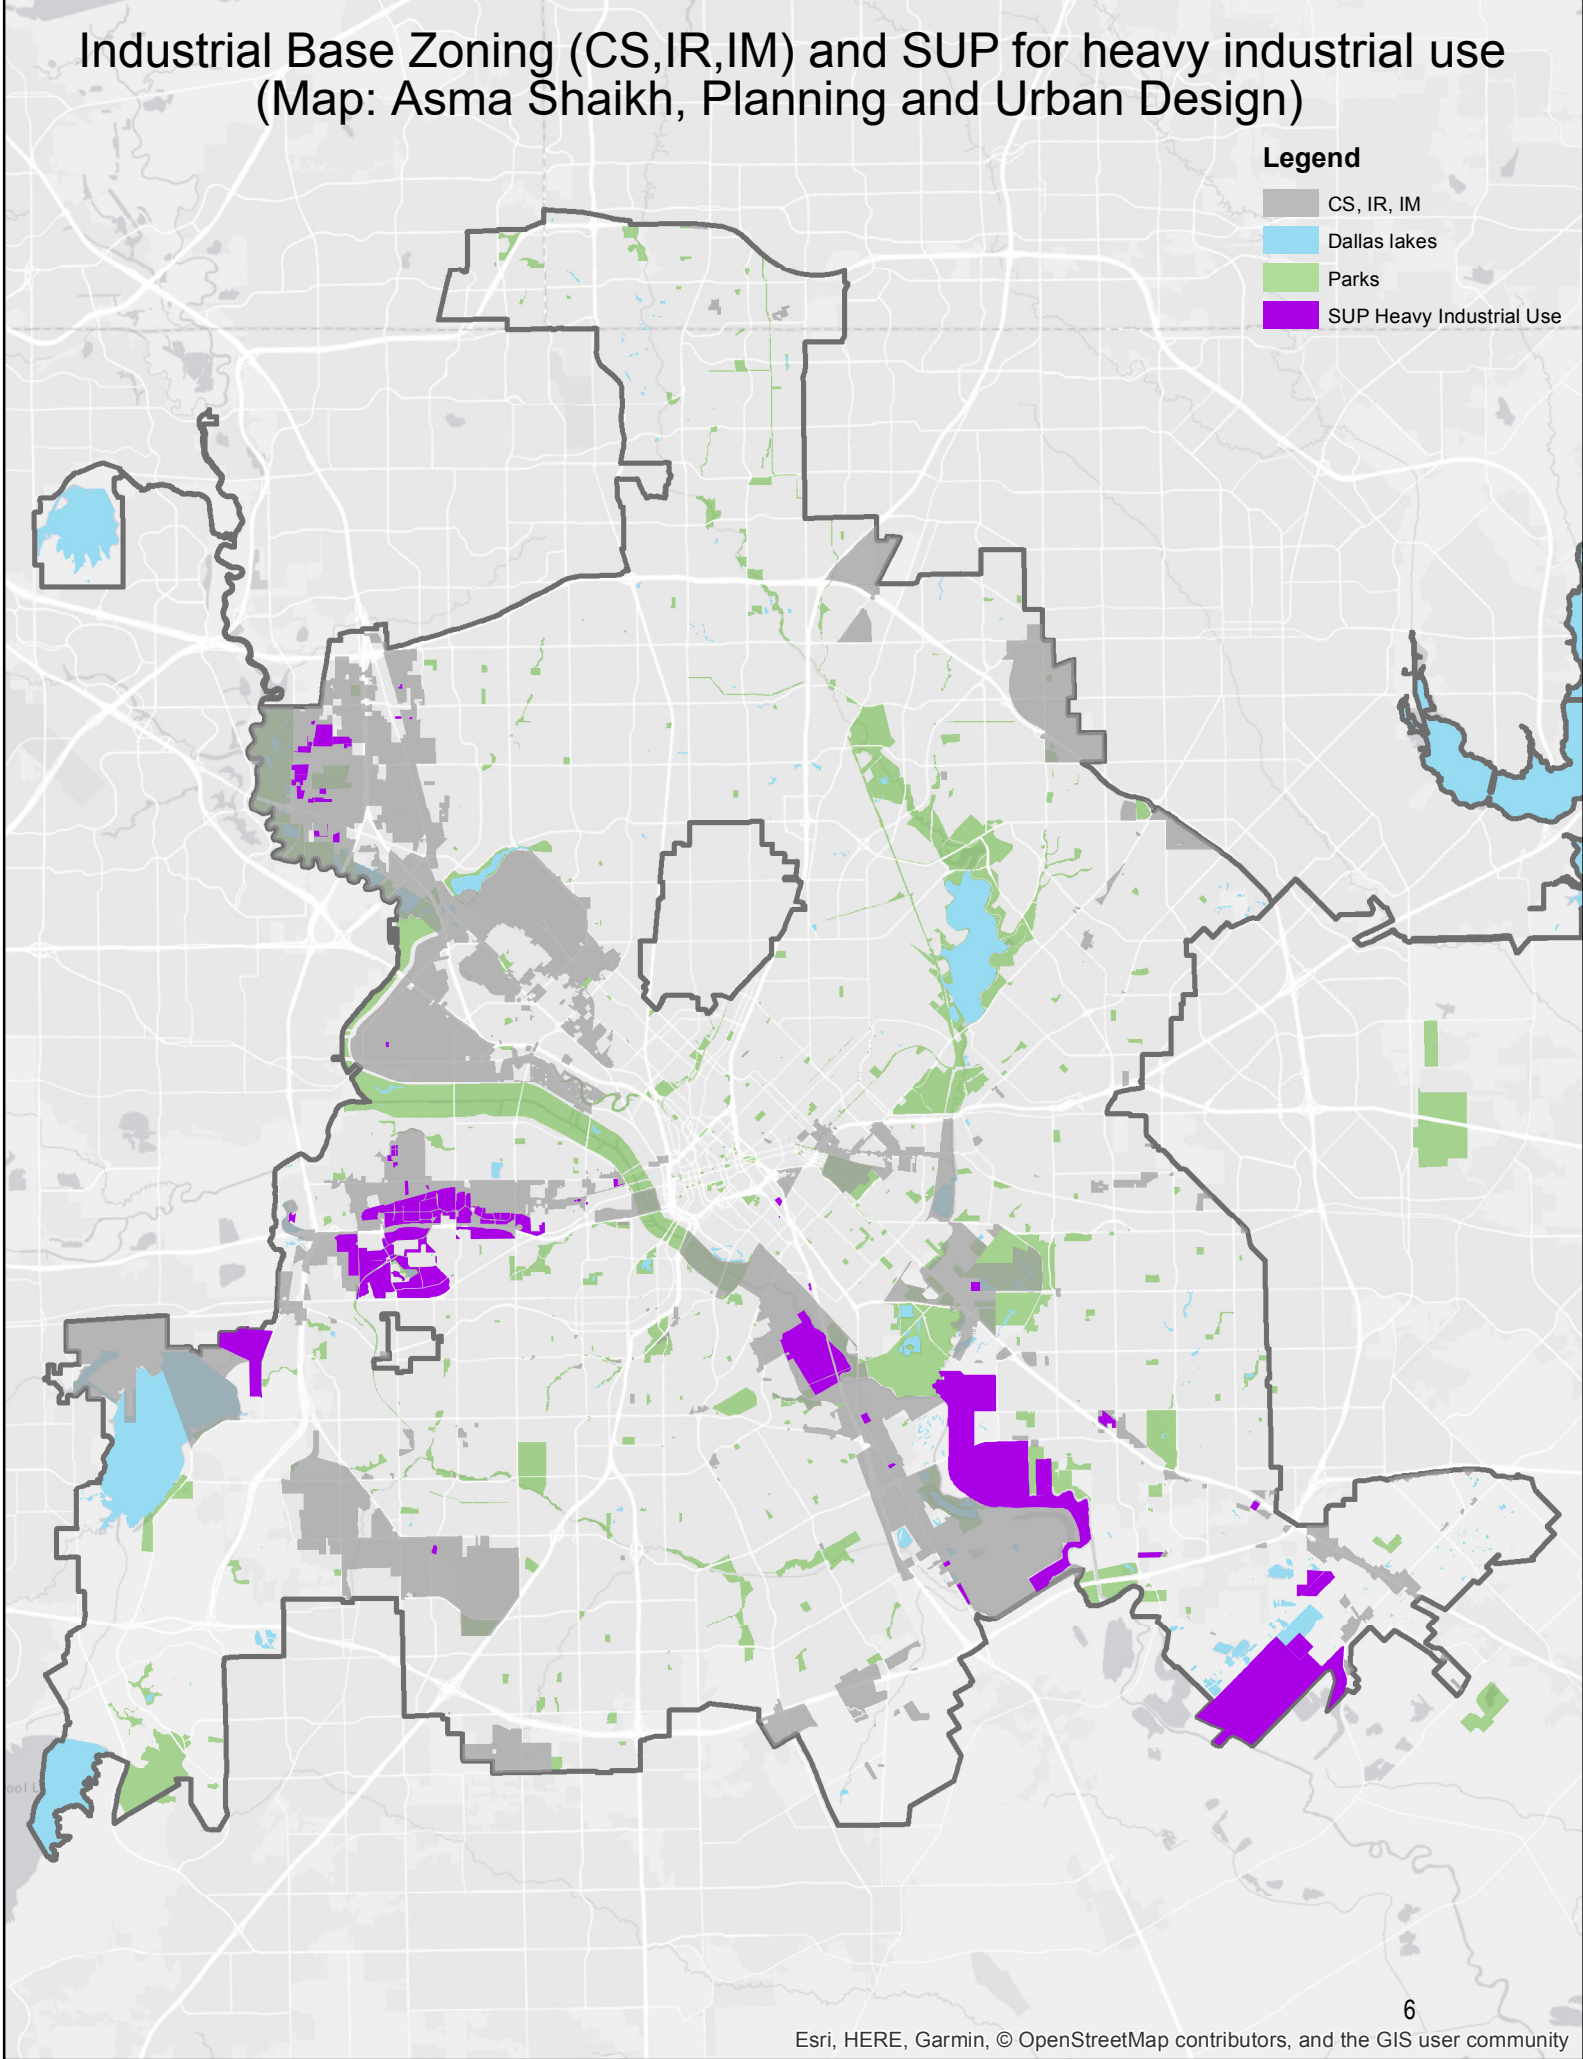 Industrial Base Zoning (CS,IR,IM) and SUP for heavy industrial use
(Map: Asma Shaikh, Planning and Urban Design)
Legend
CS, IR, IM
Dallas lakes
Parks
SUP Heavy Industrial Use
6
Esri, HERE, Garmin, © OpenStreetMap contributors, and the GIS user community